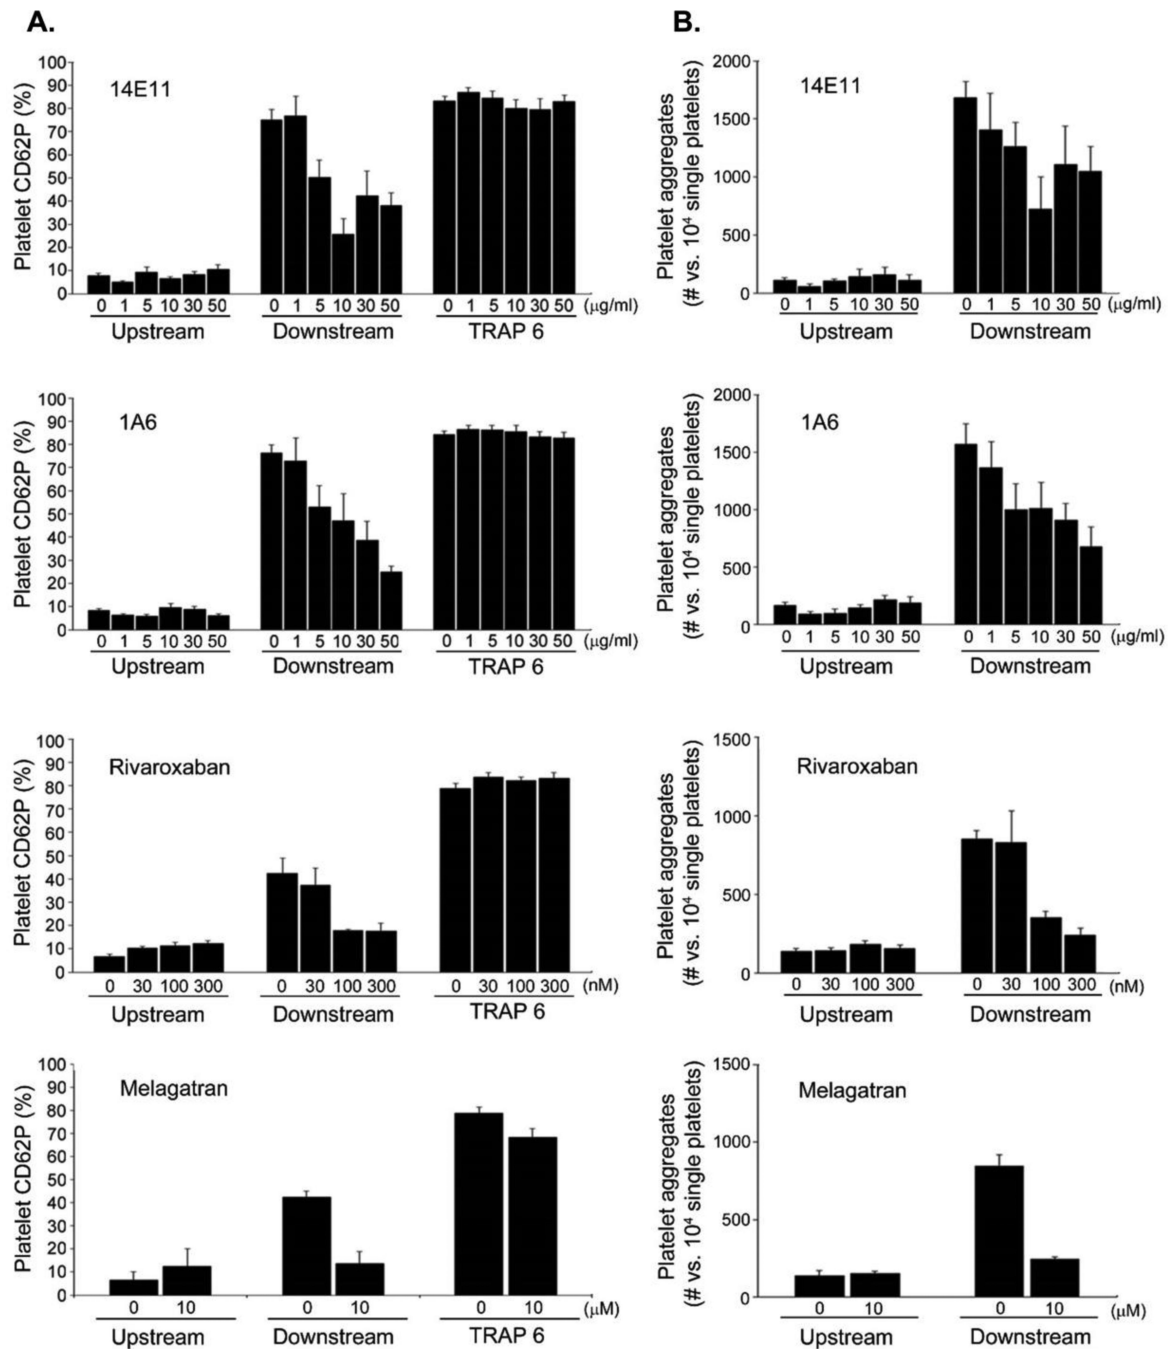 A.
B.
Platelet CD62P (%)
100
90
80
70
60
50
40
30
20
10
0
14E11
0 1 5 10 30 50 0 1 5 10 30 50 0 1 5 10 30 50 (μg/ml)
Upstream Downstream TRAP 6
Platelet aggregates
(# vs. 10⁴ single platelets)
2000
1500
1000
500
0
14E11
0 1 5 10 30 50 0 1 5 10 30 50 (μg/ml)
Upstream Downstream
Platelet CD62P (%)
100
90
80
70
60
50
40
30
20
10
0
1A6
0 1 5 10 30 50 0 1 5 10 30 50 0 1 5 10 30 50 (μg/ml)
Upstream Downstream TRAP 6
Platelet aggregates
(# vs. 10⁴ single platelets)
2000
1500
1000
500
0
1A6
0 1 5 10 30 50 0 1 5 10 30 50 (μg/ml)
Upstream Downstream
Platelet CD62P (%)
100
90
80
70
60
50
40
30
20
10
0
Rivaroxaban
0 30 100 300 0 30 100 300 0 30 100 300 (nM)
Upstream Downstream TRAP 6
Platelet aggregates
(# vs. 10⁴ single platelets)
1500
1000
500
0
Rivaroxaban
0 30 100 300 0 30 100 300 (nM)
Upstream Downstream
Platelet CD62P (%)
100
90
80
70
60
50
40
30
20
10
0
Melagatran
0 10 0 10 0 10 (μM)
Upstream Downstream TRAP 6
Platelet aggregates
(# vs. 10⁴ single platelets)
1500
1000
500
0
Melagatran
0 10 0 10 (μM)
Upstream Downstream